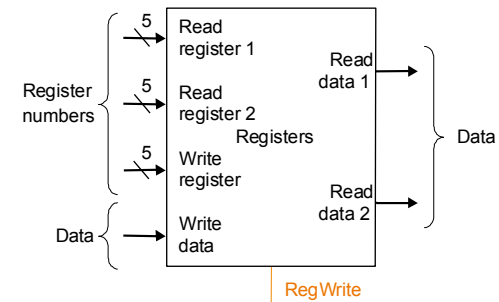 5
Read
register 1
5
Read
register 2
5
Write
register
Write
data
Register
numbers
Data
Registers
Read
data 1
Read
data 2
Data
RegWrite